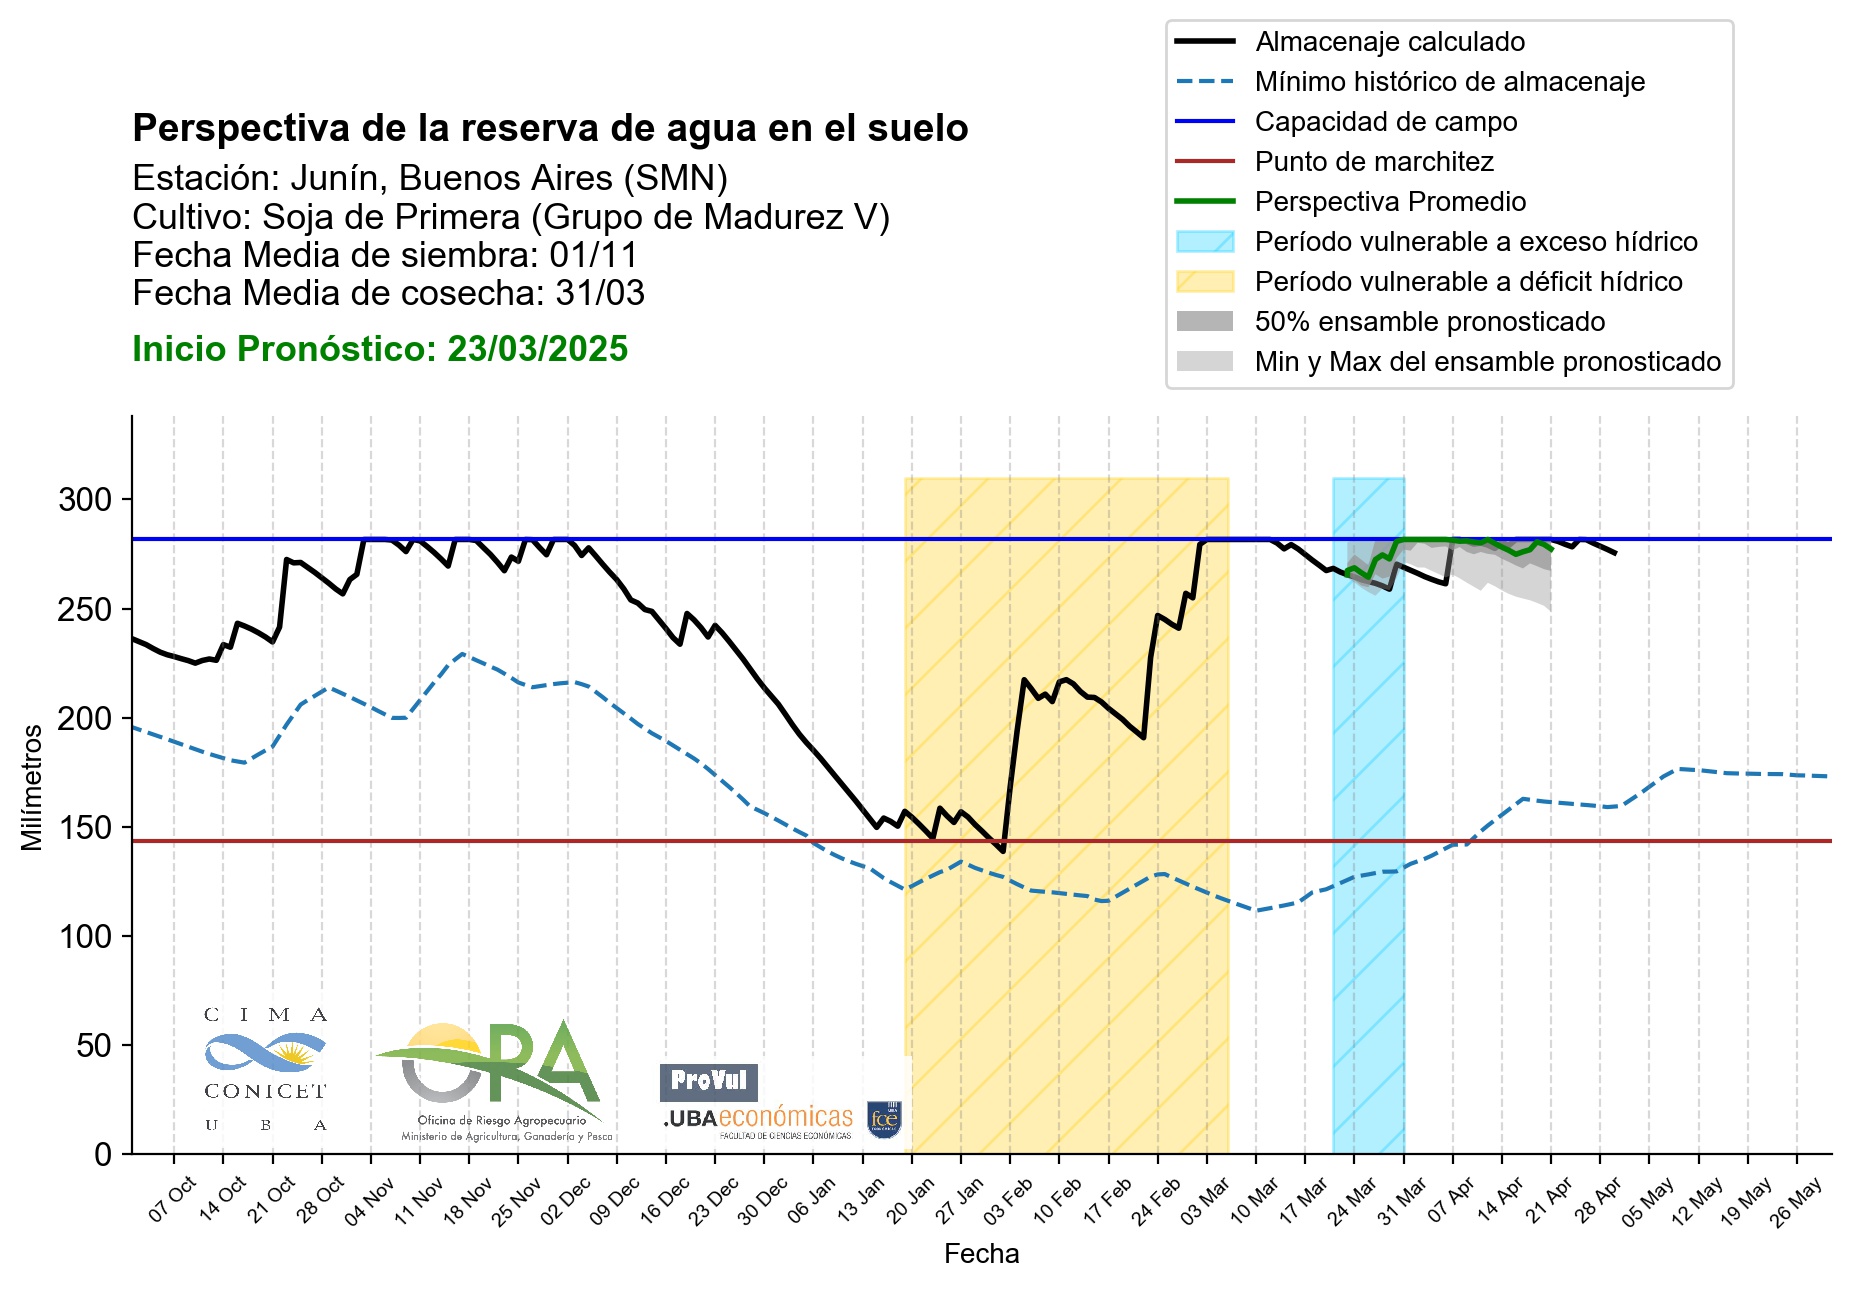 Almacenaje calculado
Mínimo histórico de almacenaje
Capacidad de campo
Punto de marchitez
Perspectiva Promedio
Período vulnerable a exceso hídrico
Período vulnerable a déficit hídrico
50% ensamble pronosticado
Min y Max del ensamble pronosticado
Perspectiva de la reserva de agua en el suelo
Estación: Junín, Buenos Aires (SMN)
Cultivo: Soja de Primera (Grupo de Madurez V)
Fecha Media de siembra: 01/11
Fecha Media de cosecha: 31/03
Inicio Pronóstico: 23/03/2025
Milímetros
300
250
200
150
100
50
0
CIMA
CONICET
UBA
ORA
Oficina de Riesgo Agropecuario
Ministerio de Agricultura, Ganadería y Pesca
ProVul
.UBAeconómicas
FACULTAD DE CIENCIAS ECONÓMICAS
UBA
fce
ECONÓMICAS
07 Oct
14 Oct
21 Oct
28 Oct
04 Nov
11 Nov
18 Nov
25 Nov
02 Dec
09 Dec
16 Dec
23 Dec
30 Dec
06 Jan
13 Jan
20 Jan
27 Jan
03 Feb
10 Feb
17 Feb
24 Feb
03 Mar
10 Mar
17 Mar
24 Mar
31 Mar
07 Apr
14 Apr
21 Apr
28 Apr
05 May
12 May
19 May
26 May
Fecha